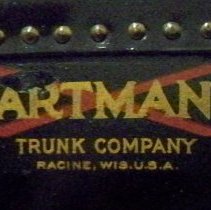 ARTMAN
TRUNK COMPANY
RACINE, WIS. U.S.A.